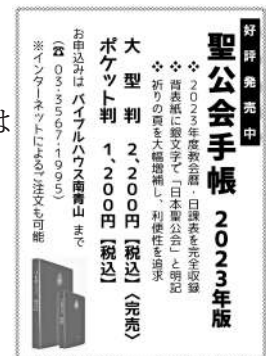 好評発売中
聖公会手帳 2023年版
❖ 2023年度教会暦・日課表を完全収録
❖ 背表紙に銀文字で「日本聖公会」と明記
❖ 祈りの頁を大幅増補し、利便性を追求
大型判 2,200円【税込】〈完売〉
ポケット判 1,200円【税込】
お申込みは バイブルハウス南青山 まで
(☎ 03-3567-1995)
※インターネットによるご注文も可能
は